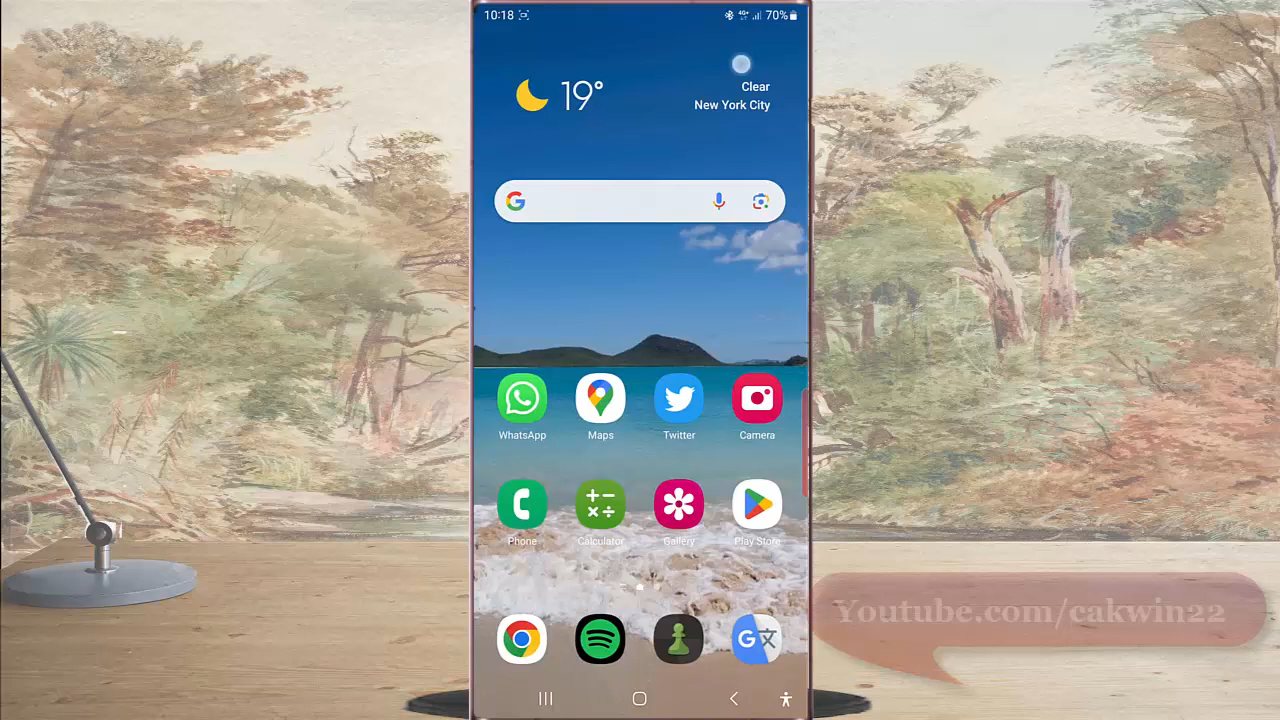 10:18
4G+
70%
19°
Clear
New York City
WhatsApp
Maps
Twitter
Camera
Phone
Calculator
Gallery
Play Store
Youtube.com/cakwin22